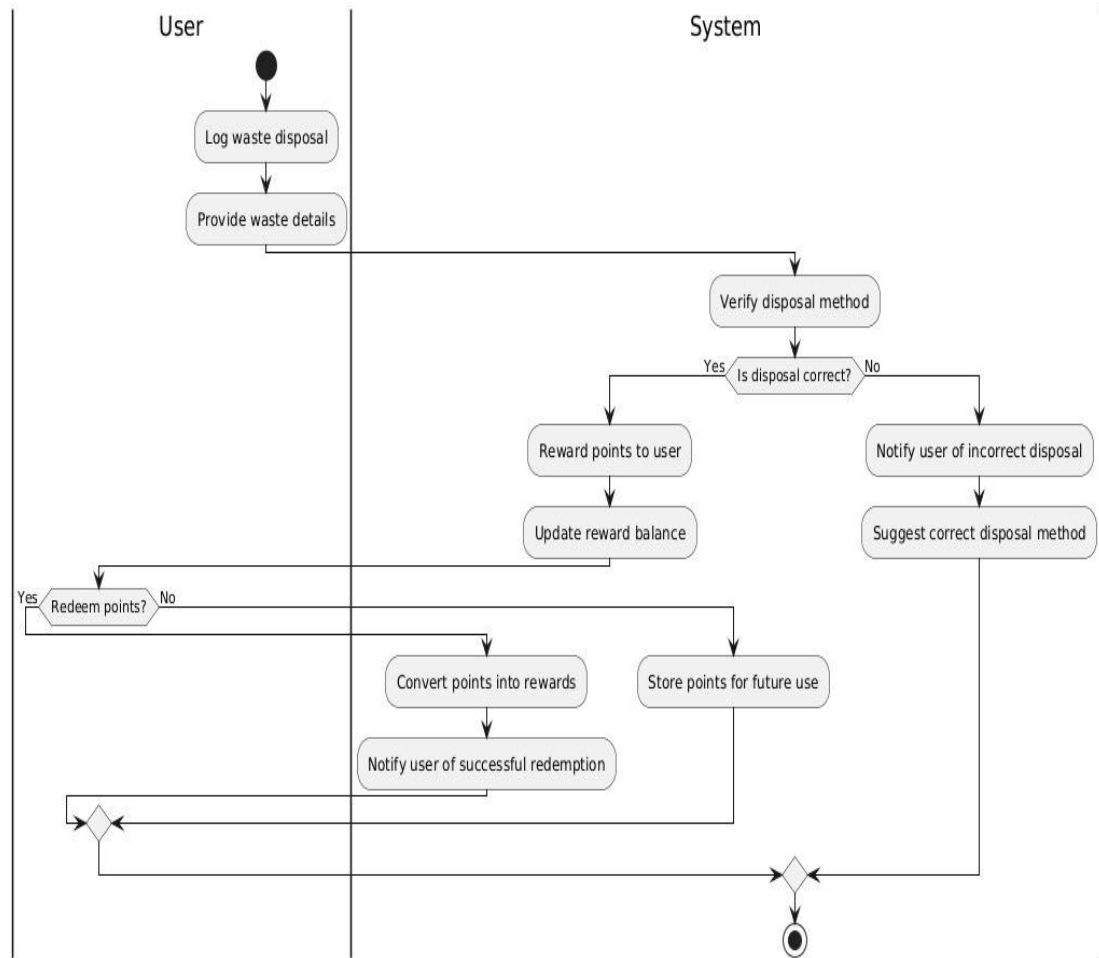 User
System
Log waste disposal
Provide waste details
Verify disposal method
Yes
Is disposal correct?
No
Reward points to user
Notify user of incorrect disposal
Update reward balance
Suggest correct disposal method
Yes
Redeem points?
No
Convert points into rewards
Store points for future use
Notify user of successful redemption